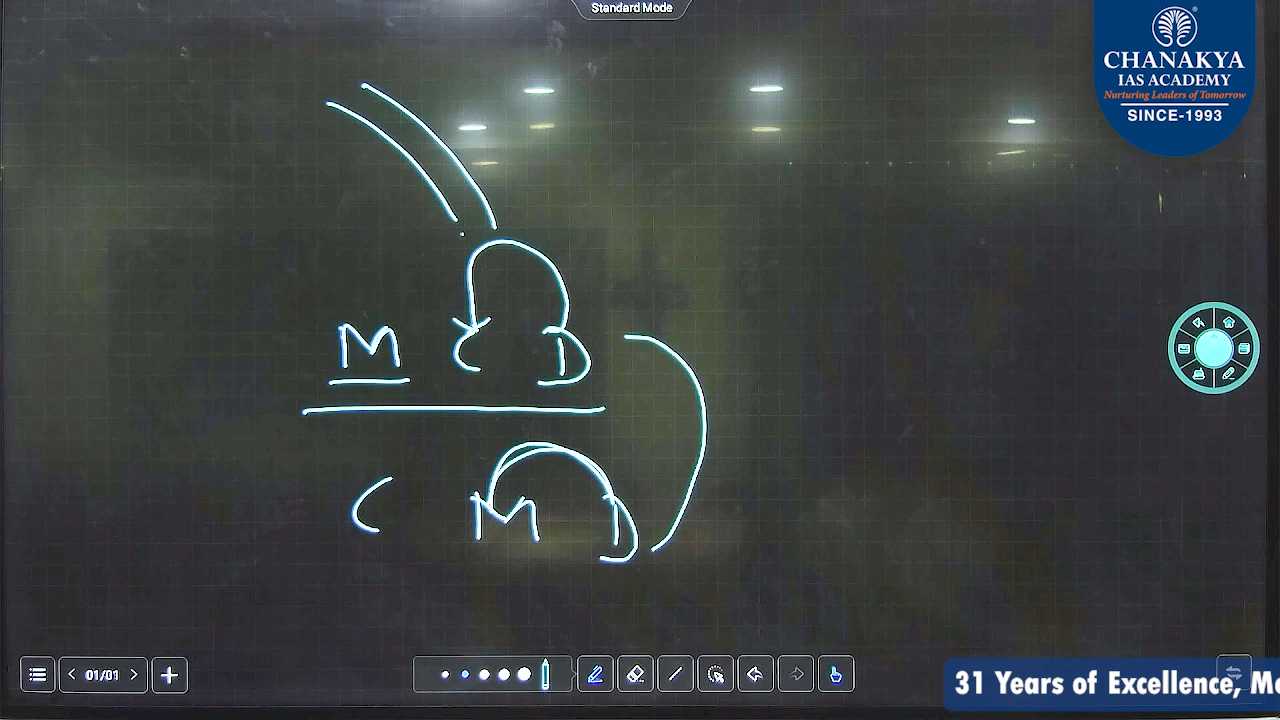 Standard Mode
CHANAKYA
IAS ACADEMY
Nurturing Leaders of Tomorrow
SINCE-1993
M C D
C M D
01/01
31 Years of Excellence,